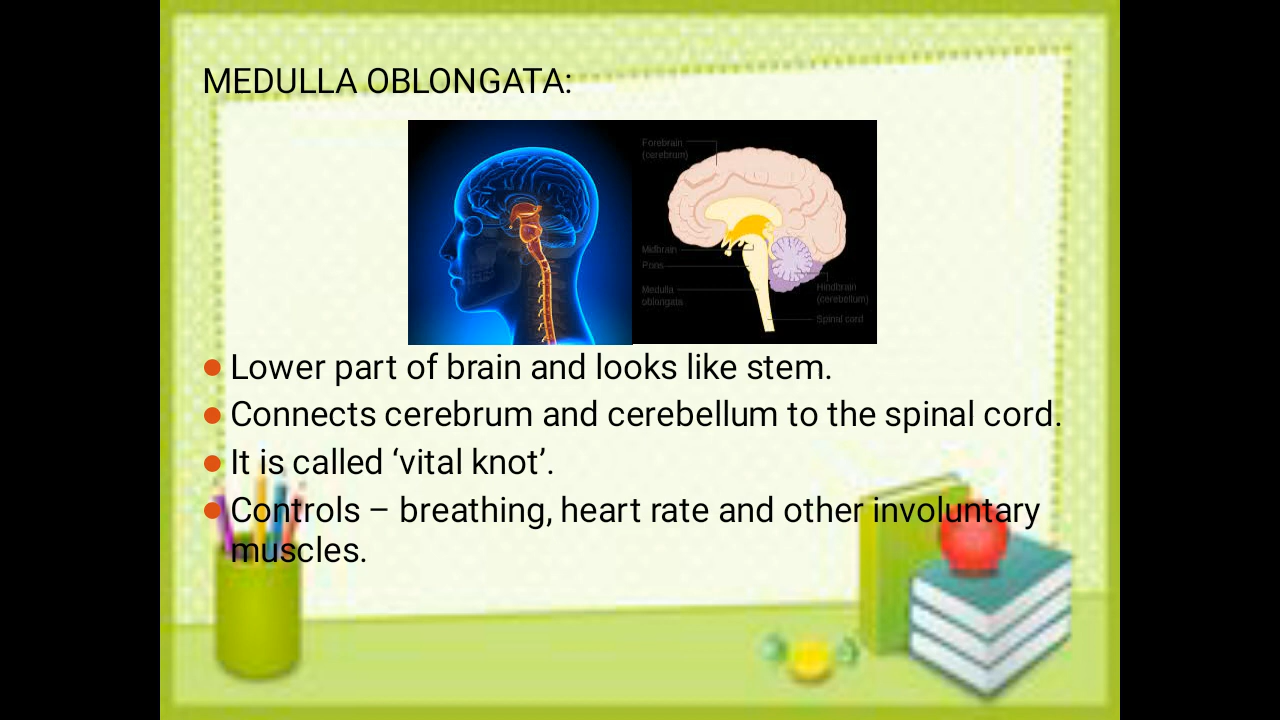 MEDULLA OBLONGATA:
Forebrain
(cerebrum)
Midbrain
Pons
Medulla
oblongata
Hindbrain
(cerebellum)
Spinal cord
Lower part of brain and looks like stem.
Connects cerebrum and cerebellum to the spinal cord.
It is called ‘vital knot’.
Controls – breathing, heart rate and other involuntary
muscles.